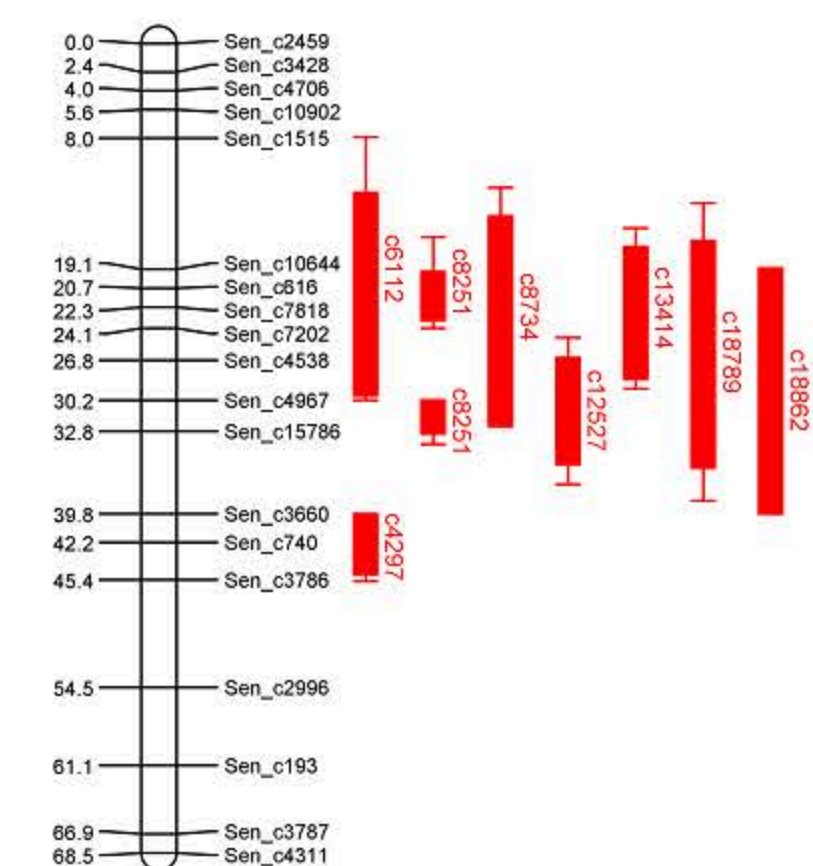 0.0 Sen_c2459
2.4 Sen_c3428
4.0 Sen_c4706
5.6 Sen_c10902
8.0 Sen_c1515
19.1 Sen_c10644
20.7 Sen_c616
22.3 Sen_c7818
24.1 Sen_c7202
26.8 Sen_c4538
30.2 Sen_c4967
32.8 Sen_c15786
39.8 Sen_c3660
42.2 Sen_c740
45.4 Sen_c3786
54.5 Sen_c2996
61.1 Sen_c193
66.9 Sen_c3787
68.5 Sen_c4311
c6112
c4297
c8251
c8251
c8734
c12527
c13414
c18789
c18862